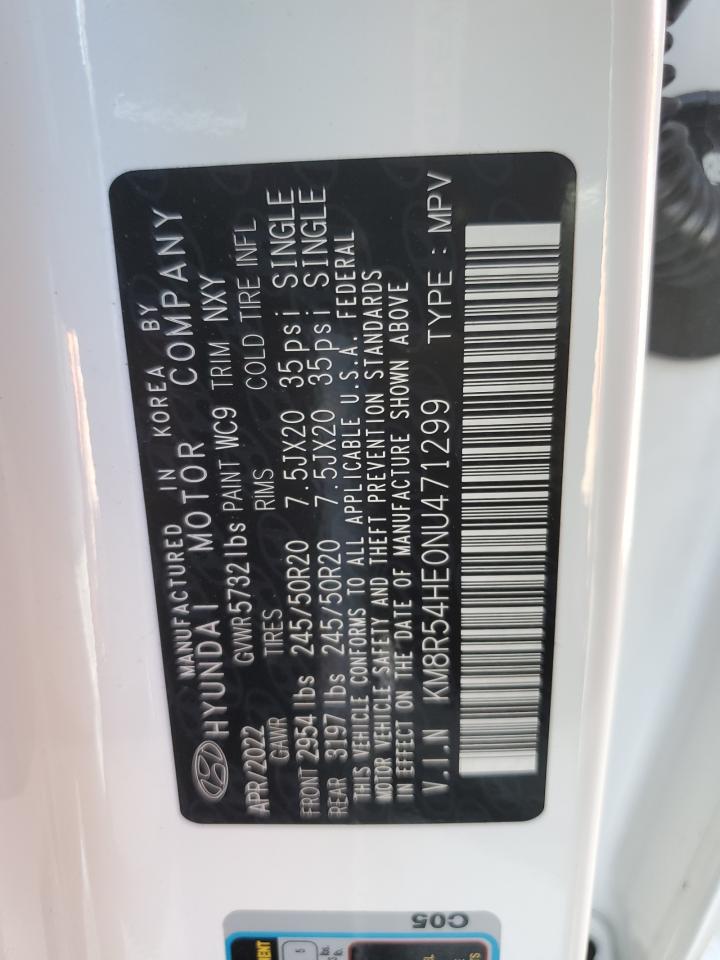 MANUFACTURED IN KOREA BY
HYUNDAI MOTOR COMPANY
APR/2022 GVWR 5732 lbs PAINT WC9 TRIM NXY
GAWR TIRES RIMS COLD TIRE INFL
FRONT 2954 lbs 245/50R20 7.5JX20 35psi SINGLE
REAR 3197 lbs 245/50R20 7.5JX20 35psi SINGLE
THIS VEHICLE CONFORMS TO ALL APPLICABLE U.S.A. FEDERAL
MOTOR VEHICLE SAFETY AND THEFT PREVENTION STANDARDS
IN EFFECT ON THE DATE OF MANUFACTURE SHOWN ABOVE
V.I.N KM8R54HE0NU471299 TYPE : MPV
C05